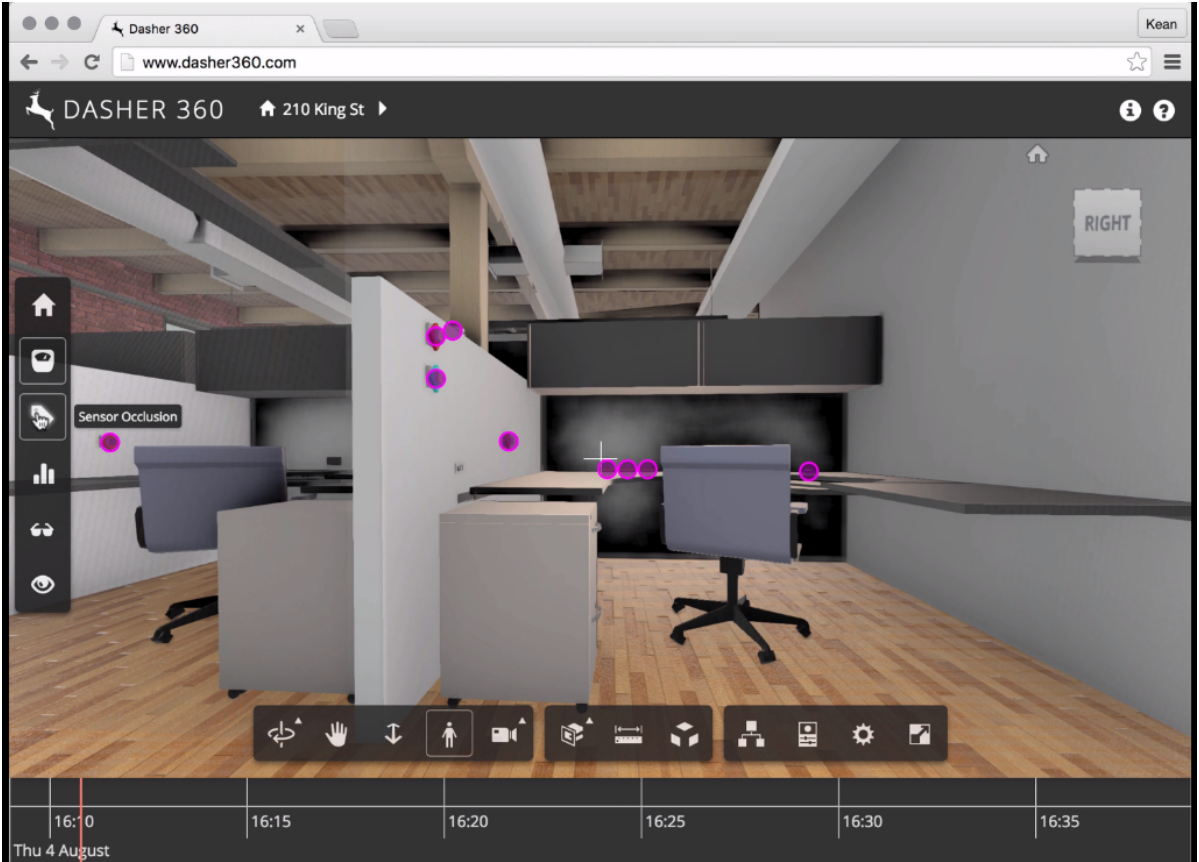 Dasher 360
Kean
www.dasher360.com
DASHER 360
210 King St
RIGHT
Sensor Occlusion
16:10
16:15
16:20
16:25
16:30
16:35
Thu 4 August